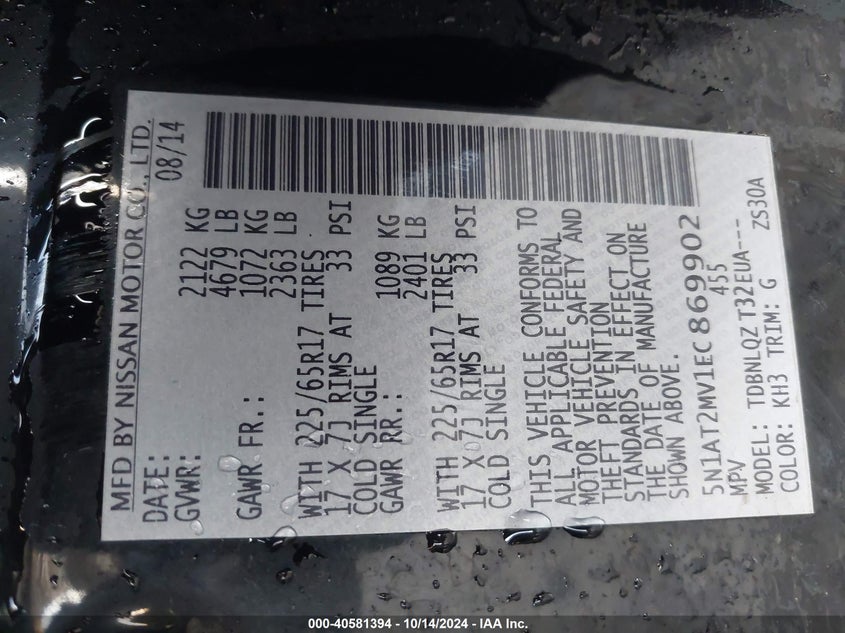 MFD BY NISSAN MOTOR CO., LTD.
DATE: 08/14
GVWR: 2122 KG
4679 LB
GAWR FR.: 1072 KG
2363 LB
WITH 225/65R17 TIRES
17 X 7J RIMS AT 33 PSI
COLD SINGLE
GAWR RR.: 1089 KG
2401 LB
WITH 225/65R17 TIRES
17 X 7J RIMS AT 33 PSI
COLD SINGLE
THIS VEHICLE CONFORMS TO
ALL APPLICABLE FEDERAL
MOTOR VEHICLE SAFETY AND
THEFT PREVENTION
STANDARDS IN EFFECT ON
THE DATE OF MANUFACTURE
SHOWN ABOVE.
5N1AT2MV1EC869902
MPV 455
MODEL: TDBNLQZ T32EUA---
COLOR: KH3 TRIM: G ZS30A
000-40581394 - 10/14/2024 - IAA Inc.